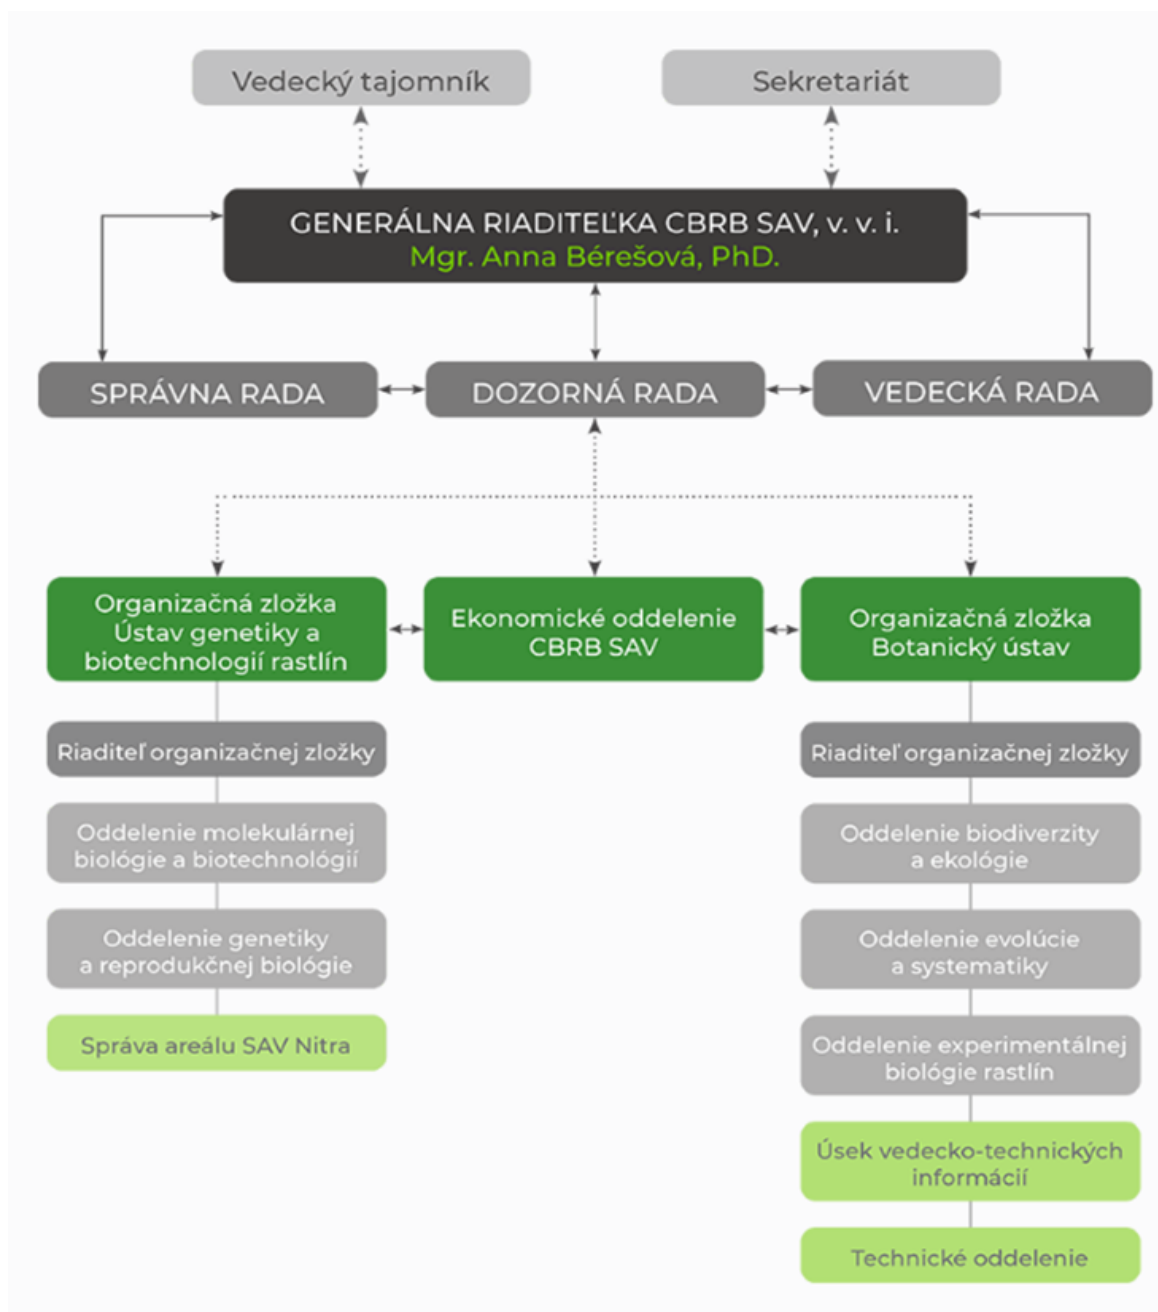 Vedecký tajomník
Sekretariát
GENERÁLNA RIADITEĽKA CBRB SAV, v. v. i.
Mgr. Anna Bérešová, PhD.
SPRÁVNA RADA
DOZORNÁ RADA
VEDECKÁ RADA
Organizačná zložka
Ústav genetiky a
biotechnologií rastlín
Ekonomické oddelenie
CBRB SAV
Organizačná zložka
Botanický ústav
Riaditeľ organizačnej zložky
Oddelenie molekulárnej
biológie a biotechnológií
Oddelenie genetiky
a reprodukčnej biológie
Správa areálu SAV Nitra
Riaditeľ organizačnej zložky
Oddelenie biodiverzity
a ekológie
Oddelenie evolúcie
a systematiky
Oddelenie experimentálnej
biológie rastlín
Úsek vedecko-technických
informácií
Technické oddelenie